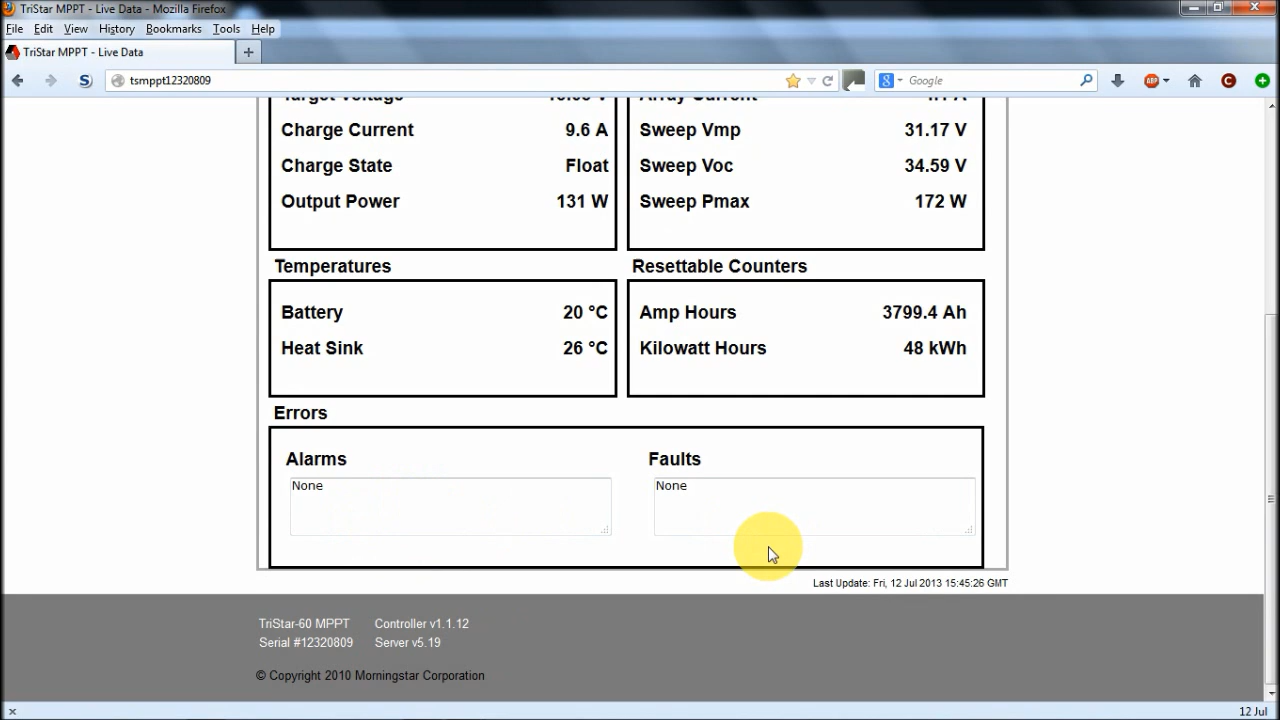 TriStar MPPT - Live Data - Mozilla Firefox
File Edit View History Bookmarks Tools Help
TriStar MPPT - Live Data
tsmppt12320809
Google
Target Voltage
Array Current
Charge Current 9.6 A
Sweep Vmp 31.17 V
Charge State Float
Sweep Voc 34.59 V
Output Power 131 W
Sweep Pmax 172 W
Temperatures
Resettable Counters
Battery 20 °C
Amp Hours 3799.4 Ah
Heat Sink 26 °C
Kilowatt Hours 48 kWh
Errors
Alarms
Faults
None
None
Last Update: Fri, 12 Jul 2013 15:45:26 GMT
TriStar-60 MPPT Controller v1.1.12
Serial #12320809 Server v5.19
© Copyright 2010 Morningstar Corporation
12 Jul